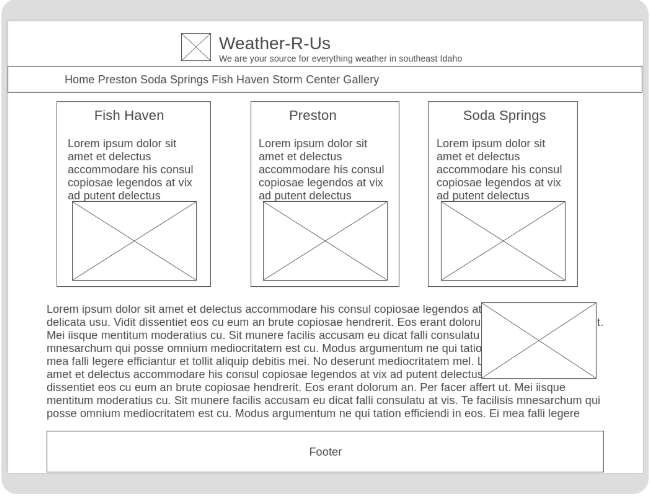 Weather-R-Us
We are your source for everything weather in southeast Idaho
Home Preston Soda Springs Fish Haven Storm Center Gallery
Fish Haven
Lorem ipsum dolor sit
amet et delectus
accommodare his consul
copiosae legendos at vix
ad putent delectus
Preston
Lorem ipsum dolor sit
amet et delectus
accommodare his consul
copiosae legendos at vix
ad putent delectus
Soda Springs
Lorem ipsum dolor sit
amet et delectus
accommodare his consul
copiosae legendos at vix
ad putent delectus
Lorem ipsum dolor sit amet et delectus accommodare his consul copiosae legendos at
delicata usu. Vidit dissentiet eos cu eum an brute copiosae hendrerit. Eos erant doloru t.
Mei iisque mentitum moderatius cu. Sit munere facilis accusam eu dicat falli consulatu
mnesarchum qui posse omnium mediocritatem est cu. Modus argumentum ne qui tatio
mea falli legere efficiantur et tollit aliquip debitis mei. No deserunt mediocritatem mel. L
amet et delectus accommodare his consul copiosae legendos at vix ad putent delectus
dissentiet eos cu eum an brute copiosae hendrerit. Eos erant dolorum an. Per facer affert ut. Mei iisque
mentitum moderatius cu. Sit munere facilis accusam eu dicat falli consulatu at vis. Te facilisis mnesarchum qui
posse omnium mediocritatem est cu. Modus argumentum ne qui tation efficiendi in eos. Ei mea falli legere
Footer